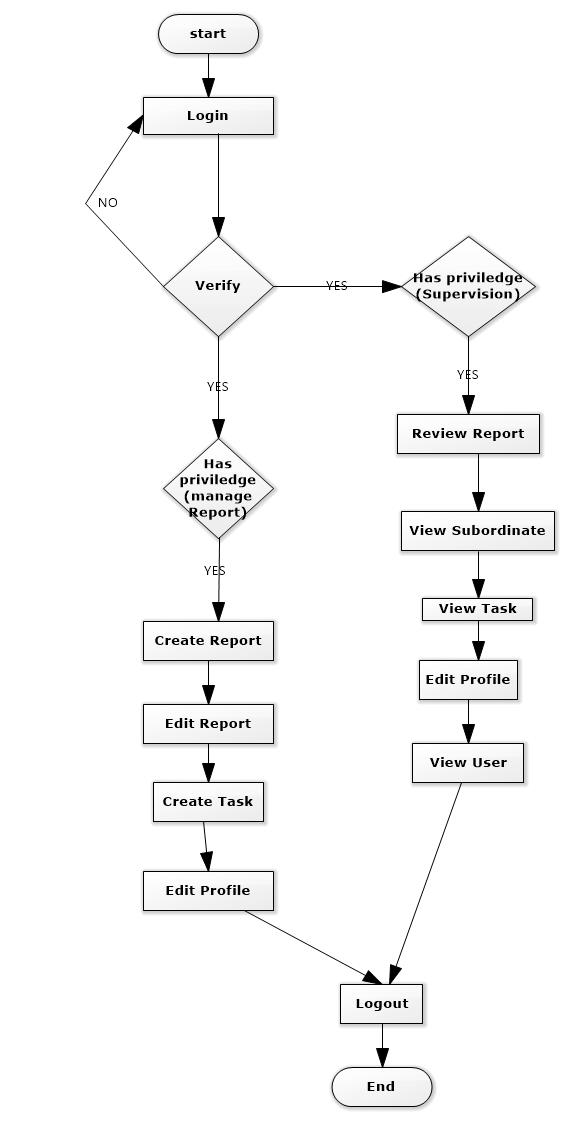 start
Login
NO
Verify
YES
Has priviledge
(Supervision)
YES
YES
Review Report
Has
priviledge
(manage
Report)
View Subordinate
YES
View Task
Create Report
Edit Profile
Edit Report
View User
Create Task
Edit Profile
Logout
End